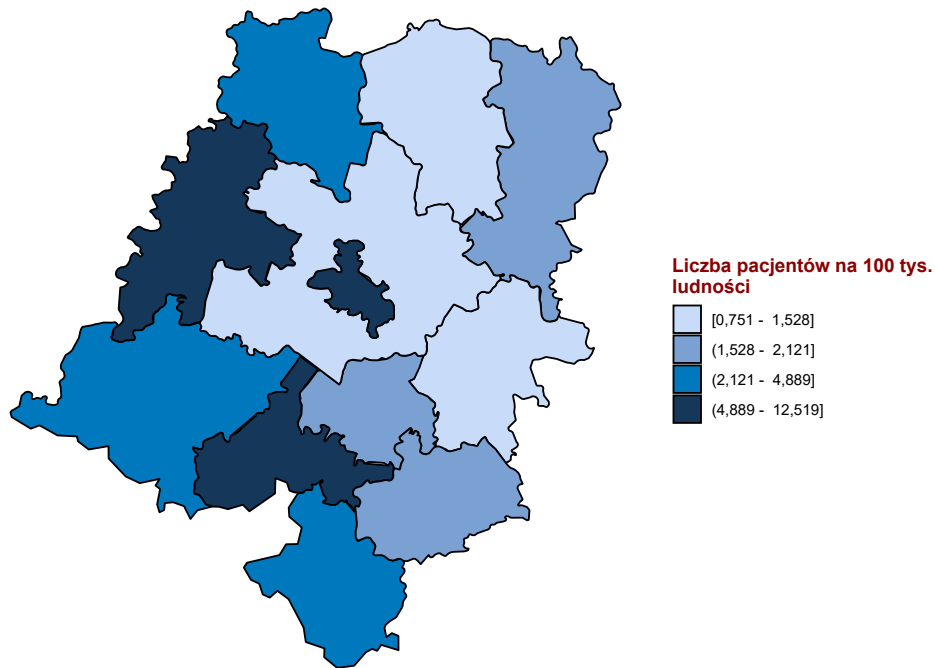 Liczba pacjentów na 100 tys.
ludności
[0,751 - 1,528]
(1,528 - 2,121]
(2,121 - 4,889]
(4,889 - 12,519]